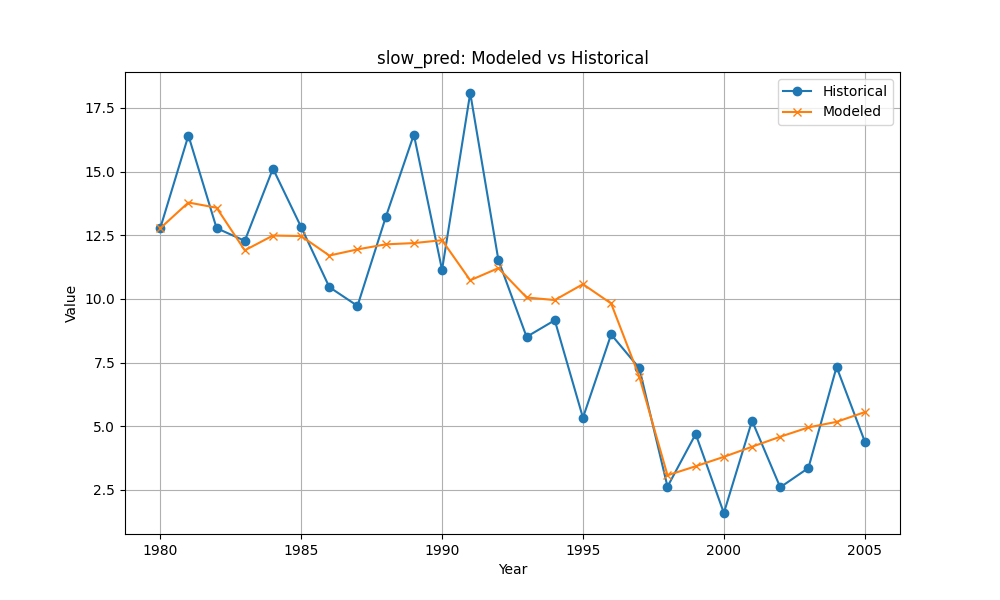 slow_pred: Modeled vs Historical
Historical
Modeled
Value
17.5
15.0
12.5
10.0
7.5
5.0
2.5
1980 1985 1990 1995 2000 2005
Year